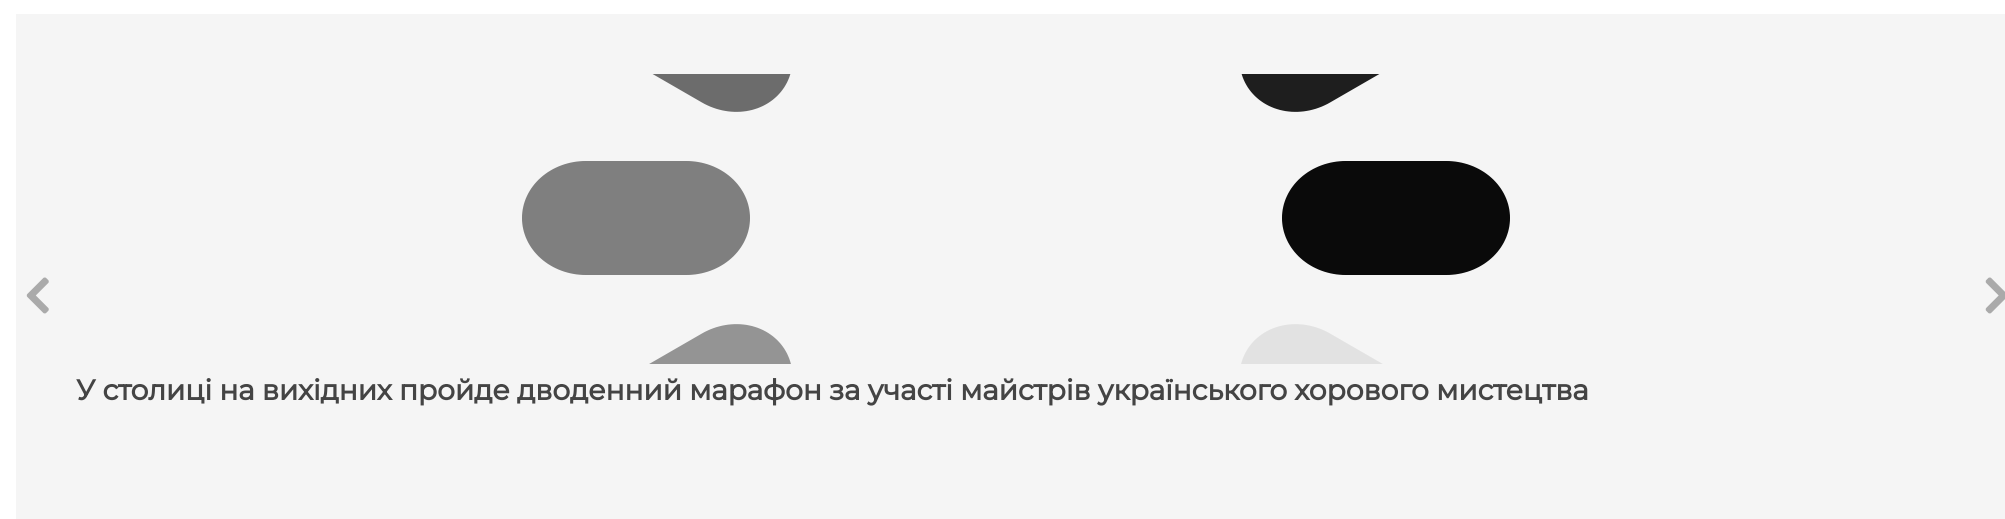 У столиці на вихідних пройде дводенний марафон за участі майстрів українського хорового мистецтва